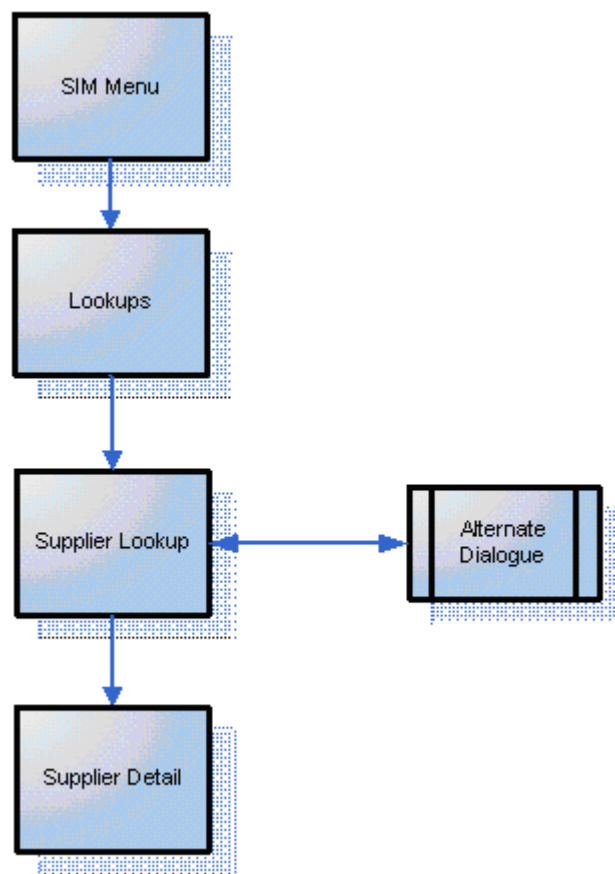 SIM Menu
Lookups
Supplier Lookup
Alternate
Dialogue
Supplier Detail